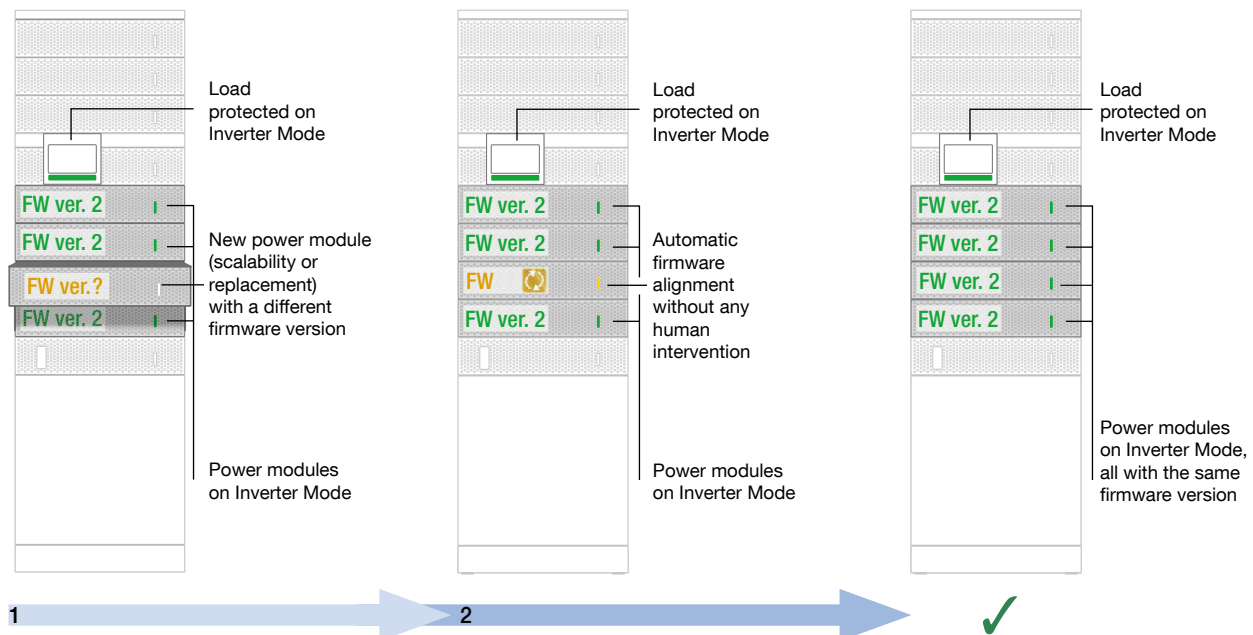 Load
protected on
Inverter Mode
FW ver. 2
FW ver. 2
FW ver.?
FW ver. 2
New power module
(scalability or
replacement)
with a different
firmware version
Power modules
on Inverter Mode
Load
protected on
Inverter Mode
FW ver. 2
FW ver. 2
FW
FW ver. 2
Automatic
firmware
alignment
without any
human
intervention
Power modules
on Inverter Mode
Load
protected on
Inverter Mode
FW ver. 2
FW ver. 2
FW ver. 2
FW ver. 2
Power modules
on Inverter Mode,
all with the same
firmware version
1
2